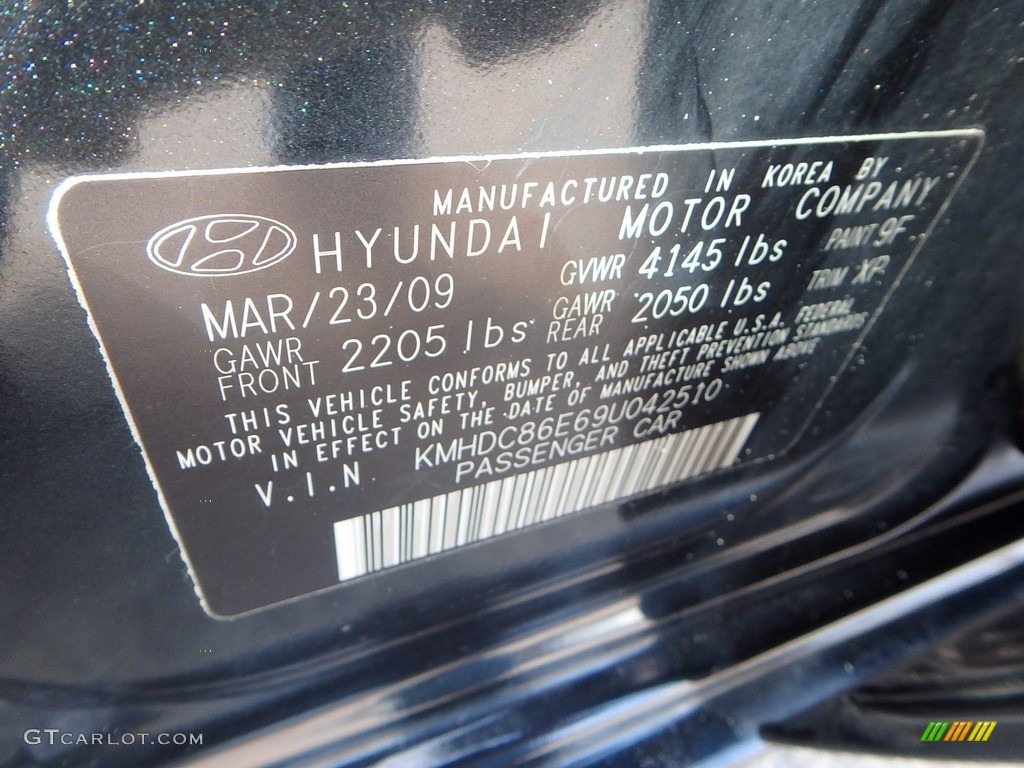 MANUFACTURED IN KOREA BY
HYUNDAI MOTOR COMPANY
MAR/23/09 GVWR 4145 lbs PAINT 9F
GAWR FRONT 2205 lbs GAWR REAR 2050 lbs TRIM XP
THIS VEHICLE CONFORMS TO ALL APPLICABLE U.S.A. FEDERAL
MOTOR VEHICLE SAFETY, BUMPER, AND THEFT PREVENTION STANDARDS
IN EFFECT ON THE DATE OF MANUFACTURE SHOWN ABOVE
V.I.N KMHDC86E69U042510
PASSENGER CAR
GTCARLOT.COM